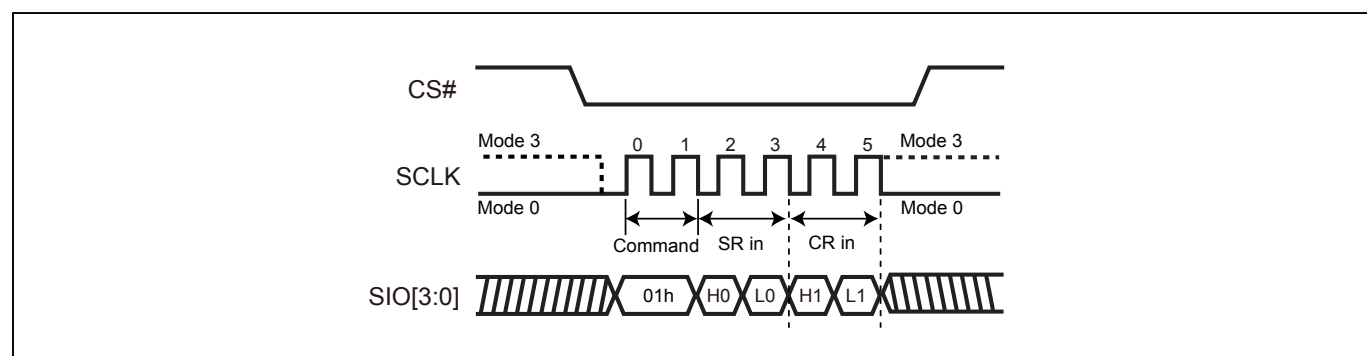 CS#
Mode 3
0 1 2 3 4 5
Mode 3
SCLK
Mode 0
Mode 0
Command
SR in
CR in
SIO[3:0]
01h
H0
L0
H1
L1